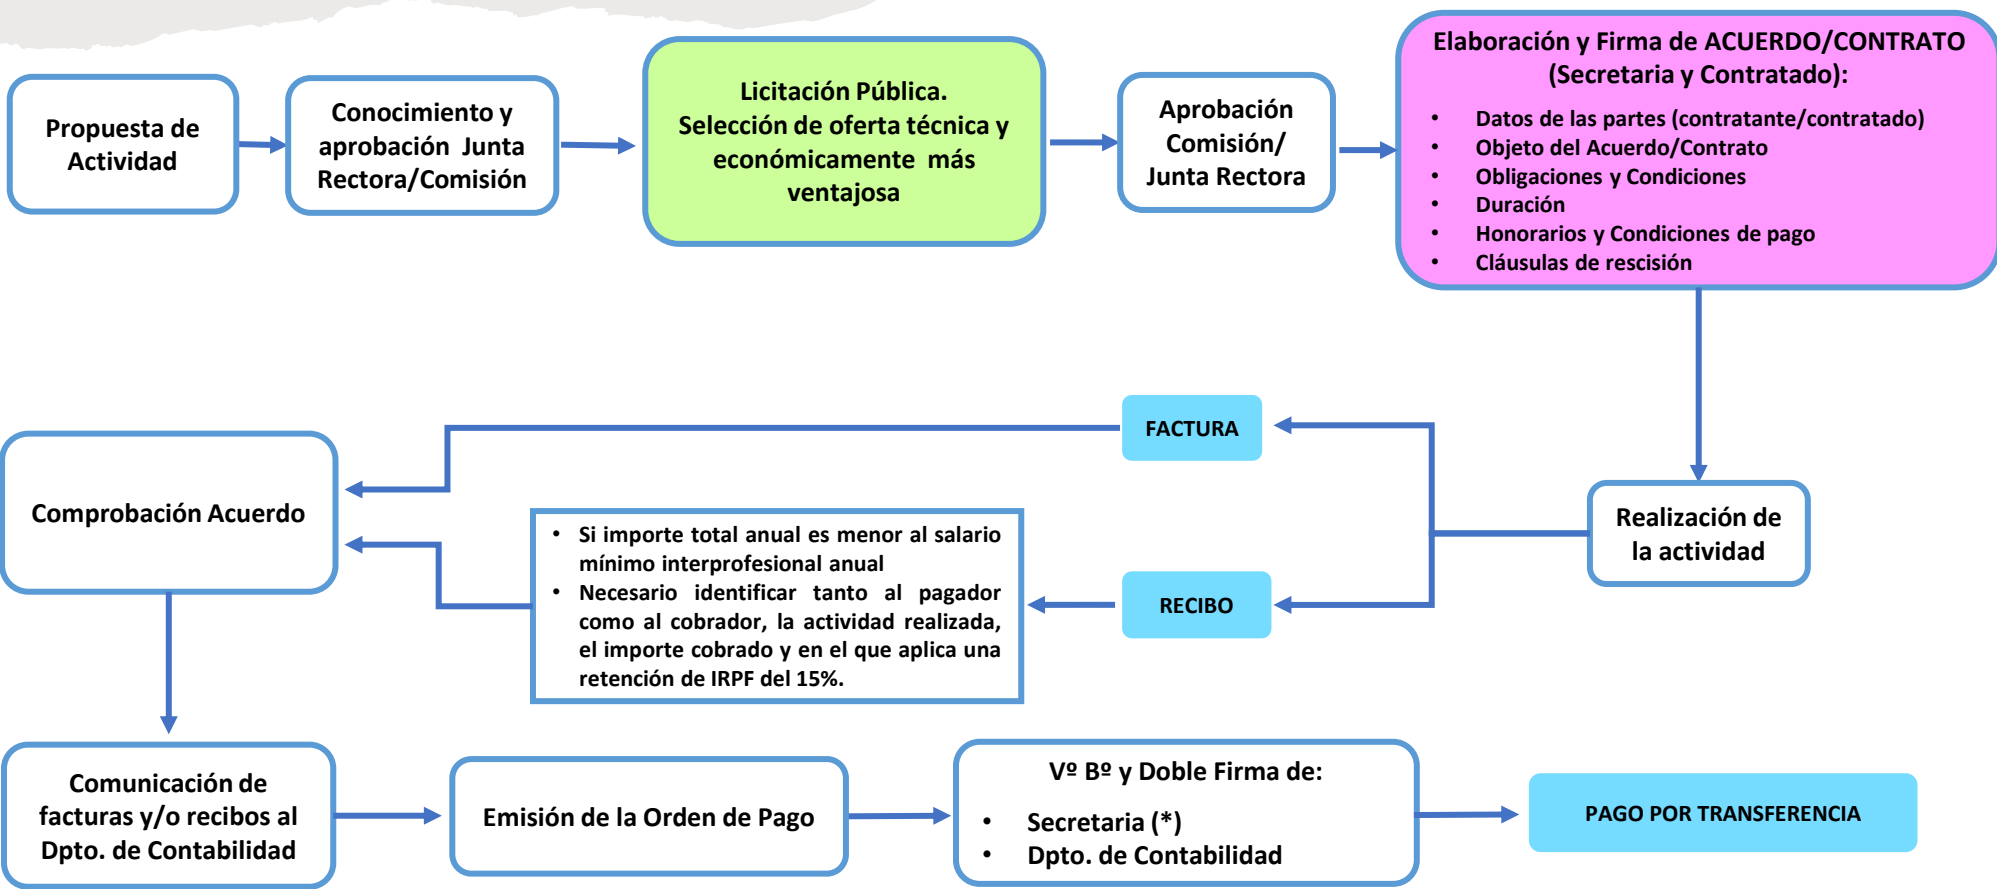 Propuesta de
Actividad
Conocimiento y
aprobación Junta
Rectora/Comisión
Licitación Pública.
Selección de oferta técnica y
económicamente más
ventajosa
Aprobación
Comisión/
Junta Rectora
Elaboración y Firma de ACUERDO/CONTRATO
(Secretaria y Contratado):
• Datos de las partes (contratante/contratado)
• Objeto del Acuerdo/Contrato
• Obligaciones y Condiciones
• Duración
• Honorarios y Condiciones de pago
• Cláusulas de rescisión
Realización de
la actividad
FACTURA
RECIBO
• Si importe total anual es menor al salario
mínimo interprofesional anual
• Necesario identificar tanto al pagador
como al cobrador, la actividad realizada,
el importe cobrado y en el que aplica una
retención de IRPF del 15%.
Comprobación Acuerdo
Comunicación de
facturas y/o recibos al
Dpto. de Contabilidad
Emisión de la Orden de Pago
Vº Bº y Doble Firma de:
• Secretaria (*)
• Dpto. de Contabilidad
PAGO POR TRANSFERENCIA